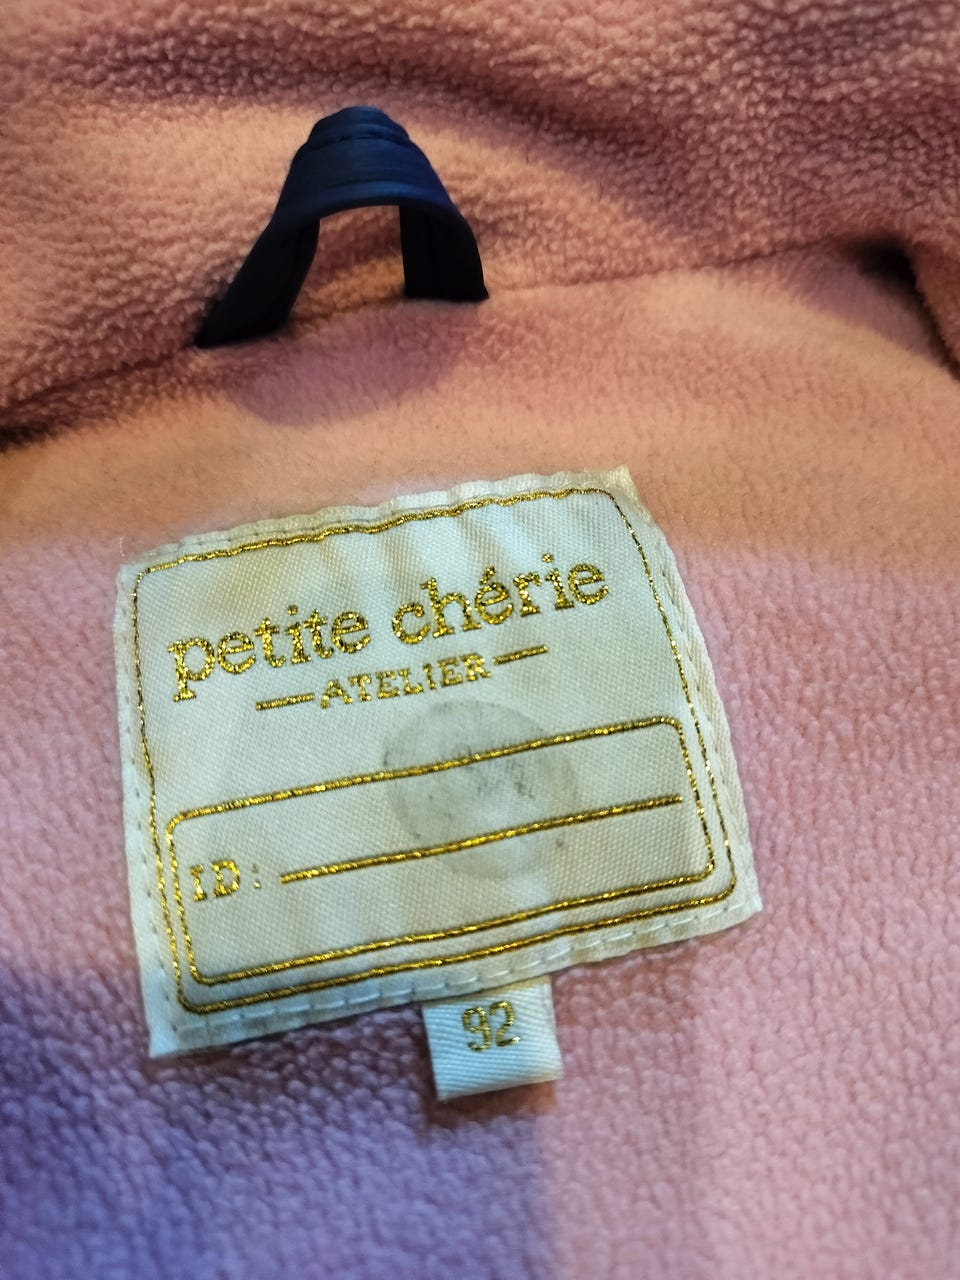 petite chérie
ATELIER
ID:
92